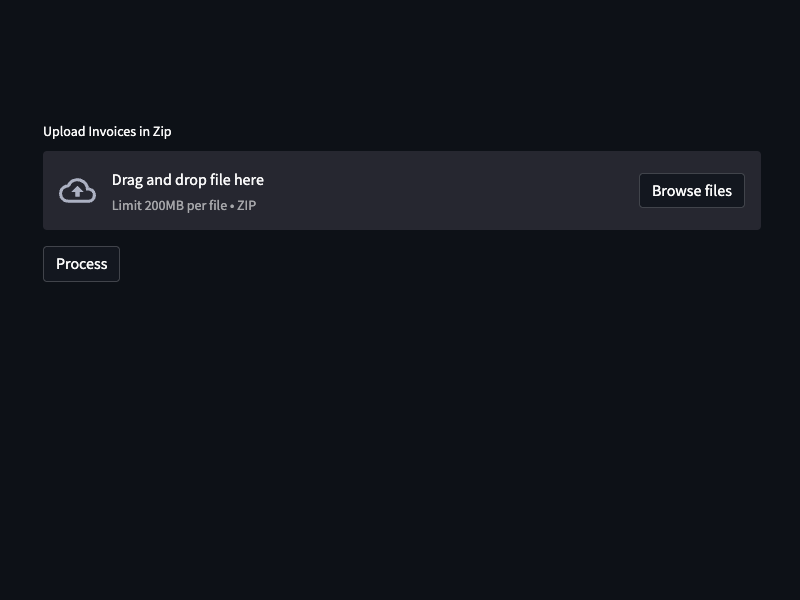 Upload Invoices in Zip
Drag and drop file here
Limit 200MB per file • ZIP
Browse files
Process